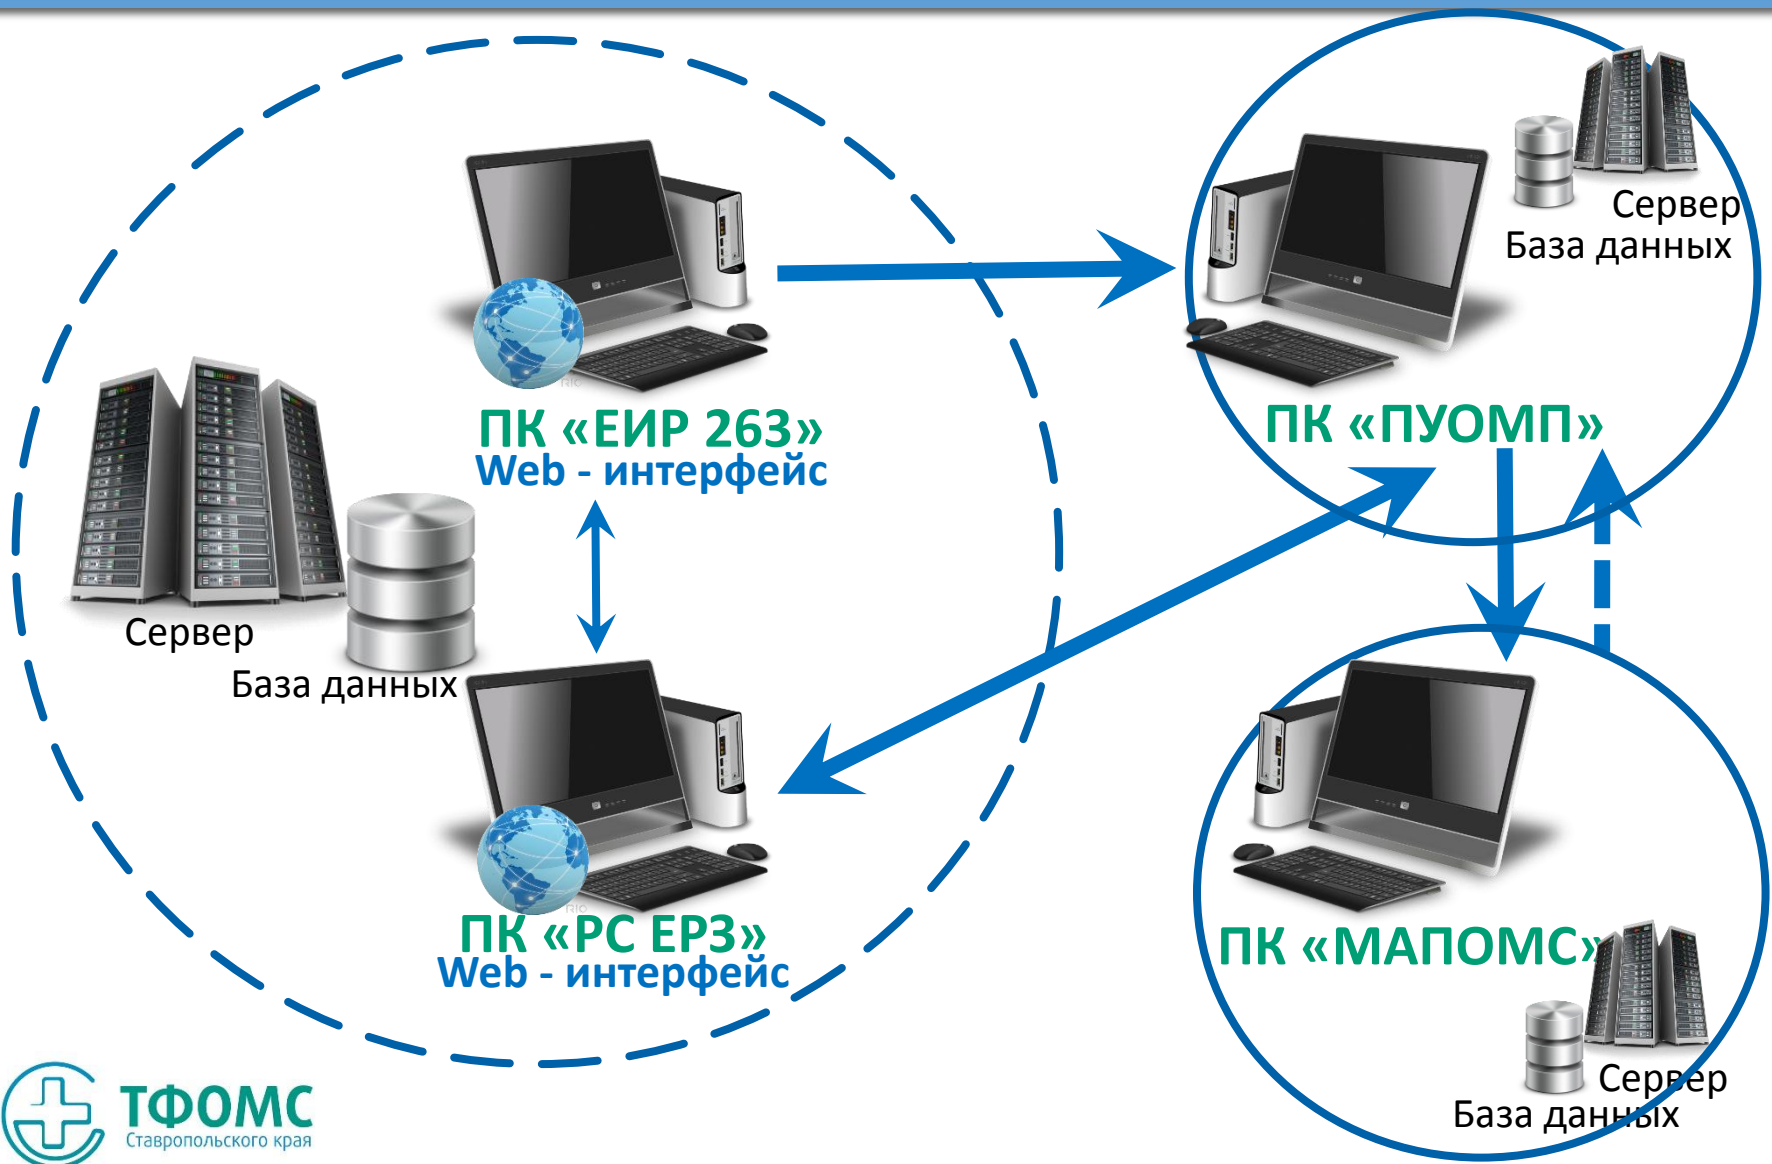 Сервер
База данных
ПК «ЕИР 263»
Web - интерфейс
ПК «ПУОМП»
Сервер
База данных
ПК «РС ЕРЗ»
Web - интерфейс
ПК «МАПОМС»
Сервер
База данных
ТФОМС
Ставропольского края